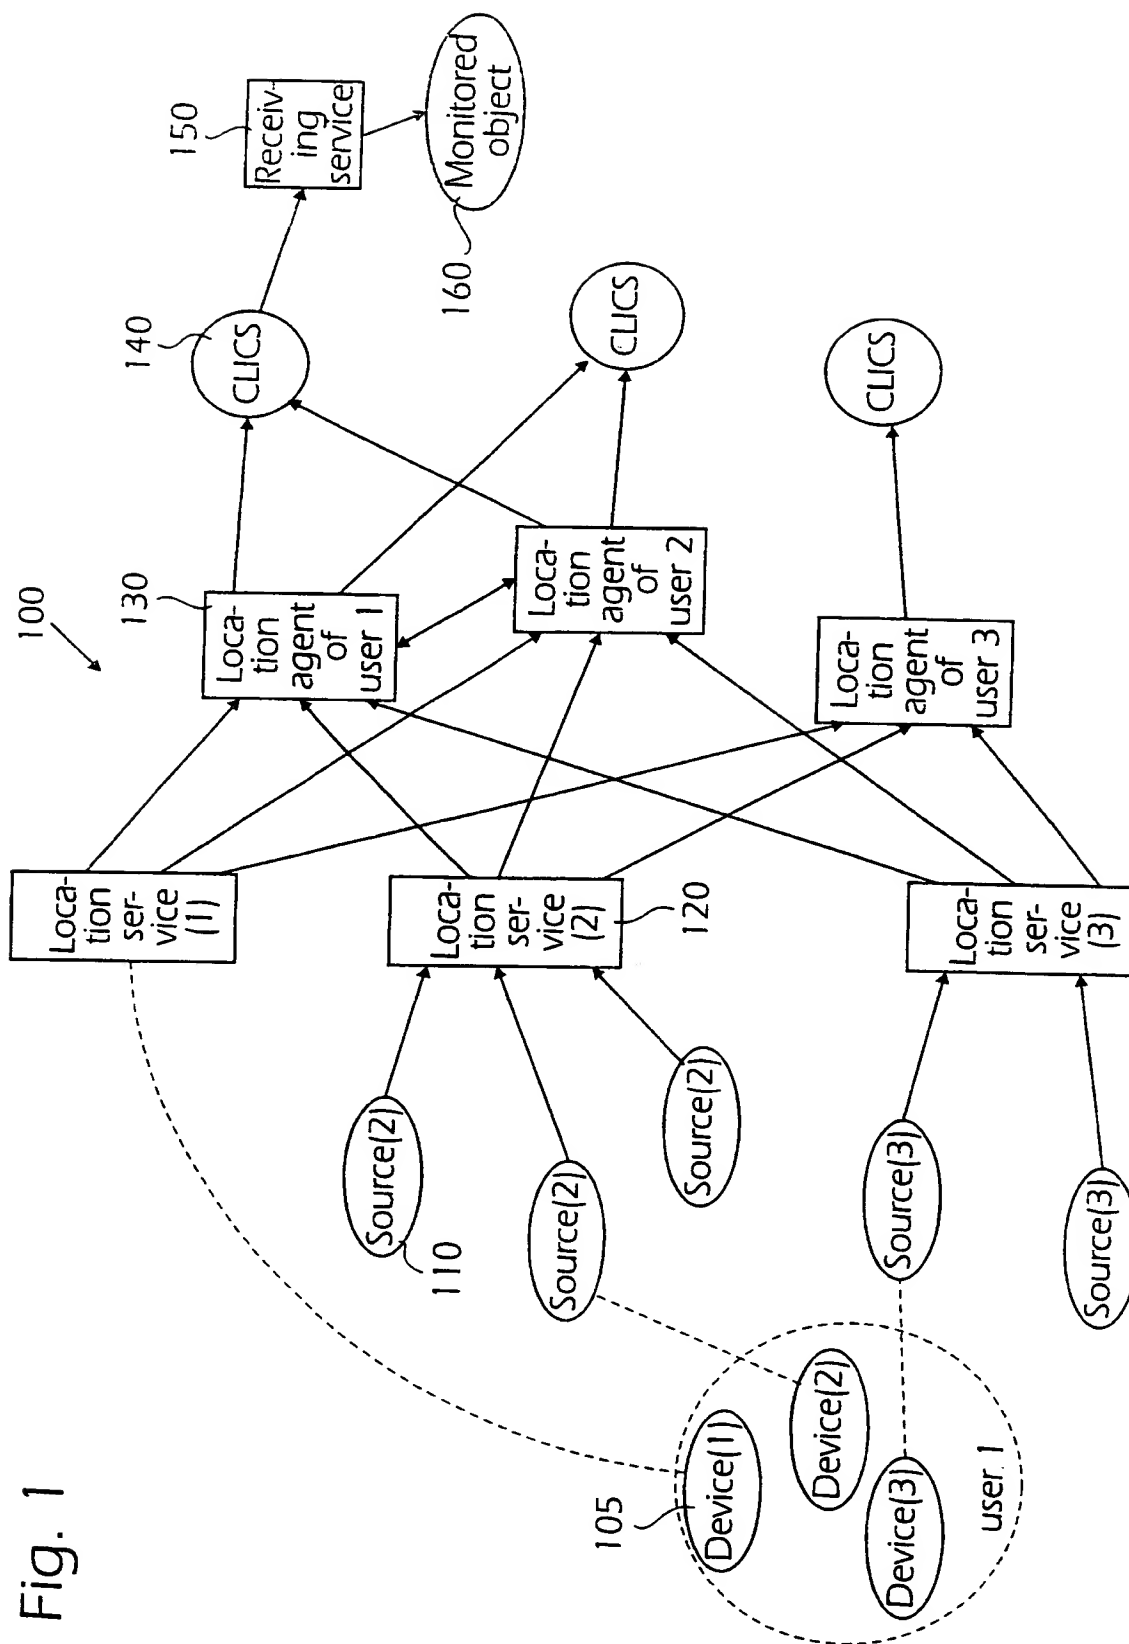 Fig. 1
100
105
Device(1)
Device(2)
Device(3)
user 1
110
Source(2)
Source(2)
Source(2)
Source(3)
Source(3)
Loca-
tion
ser-
vice
(1)
Loca-
tion
ser-
vice
(2)
120
Loca-
tion
ser-
vice
(3)
130
Loca-
tion
agent
of
user 1
Loca-
tion
agent
of
user 2
Loca-
tion
agent
of
user 3
140
CLICS
CLICS
CLICS
150
Receiv-
ing
service
160
Monitored
object